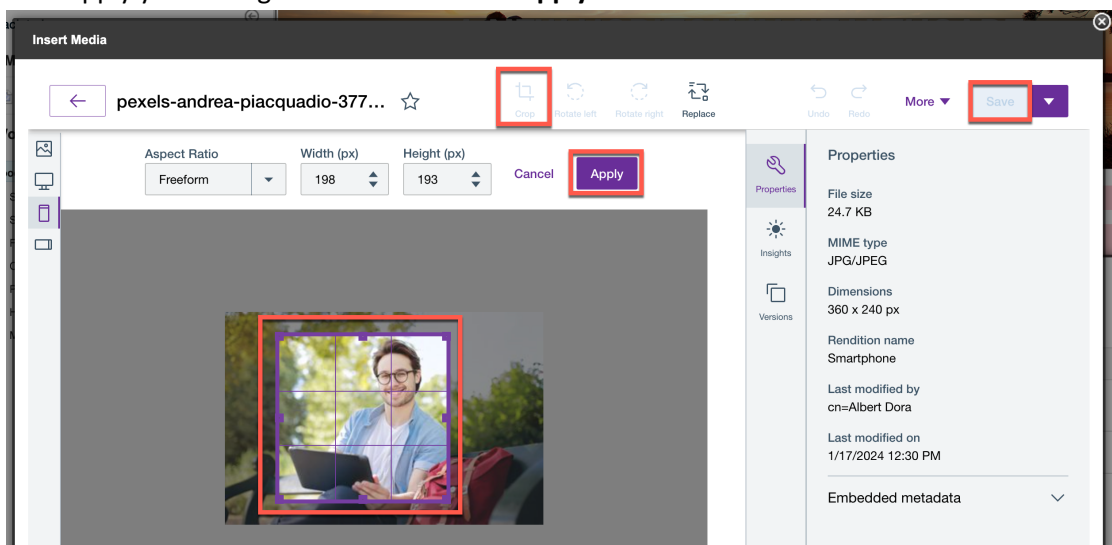 Insert Media
pexels-andrea-piacquadio-377...
Crop
Rotate left
Rotate right
Replace
Undo
Redo
More
Save
Aspect Ratio
Width (px)
Height (px)
Freeform
198
193
Cancel
Apply
Properties
Insights
Versions
Properties
File size
24.7 KB
MIME type
JPG/JPEG
Dimensions
360 x 240 px
Rendition name
Smartphone
Last modified by
cn=Albert Dora
Last modified on
1/17/2024 12:30 PM
Embedded metadata